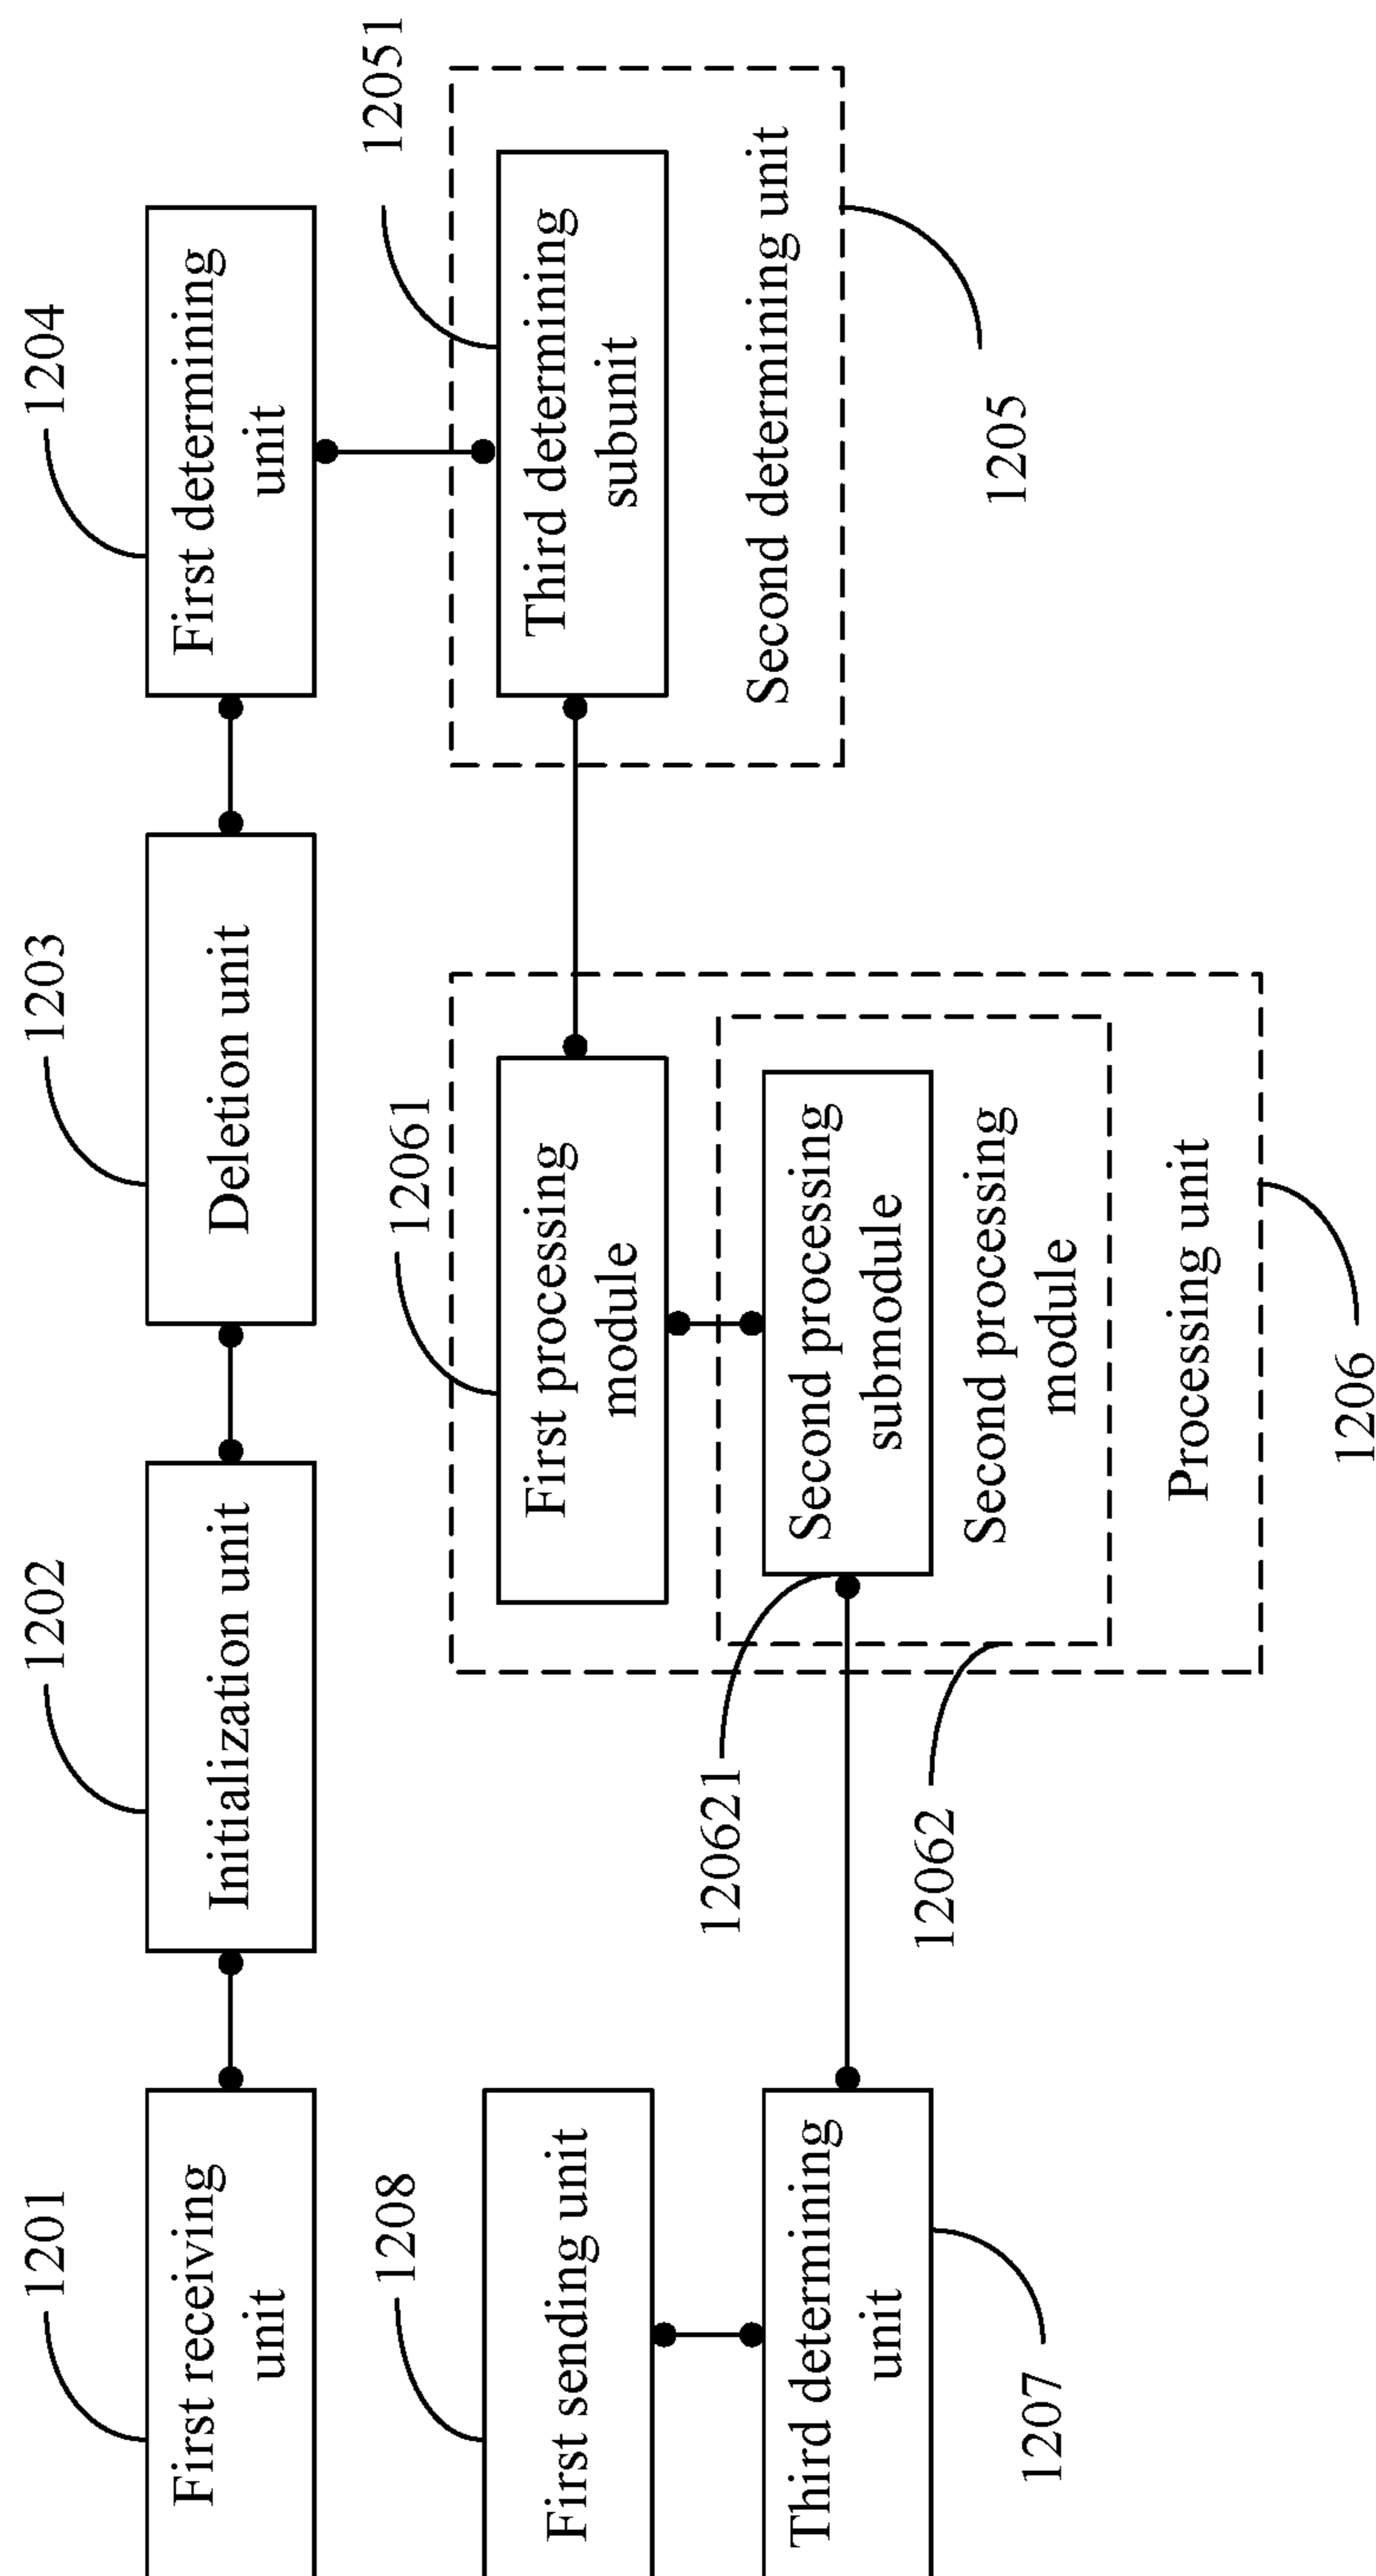 1201
1202
1203
1204
First receiving
unit
Initialization unit
Deletion unit
First determining
unit
1208
12061
12051
First sending unit
First processing
module
Third determining
subunit
Second determining unit
1205
Third determining
unit
1207
12062​1
12062
Second processing
submodule
Second processing
module
Processing unit
1206